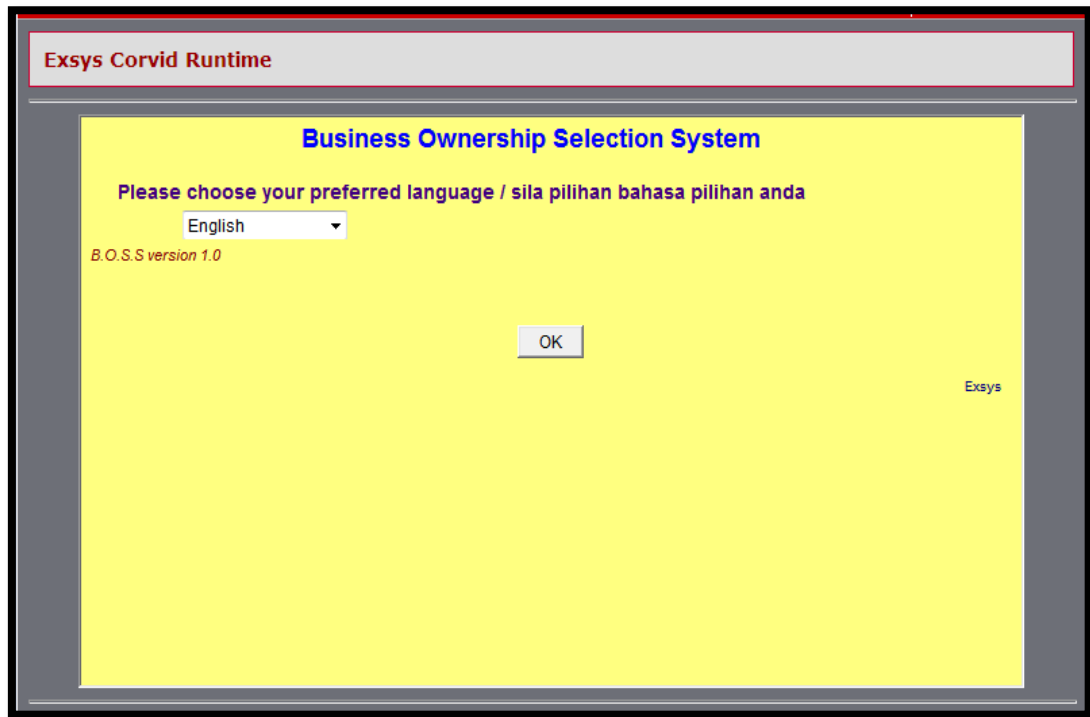 Exsys Corvid Runtime
Business Ownership Selection System
Please choose your preferred language / sila pilihan bahasa pilihan anda
English
B.O.S.S version 1.0
OK
Exsys